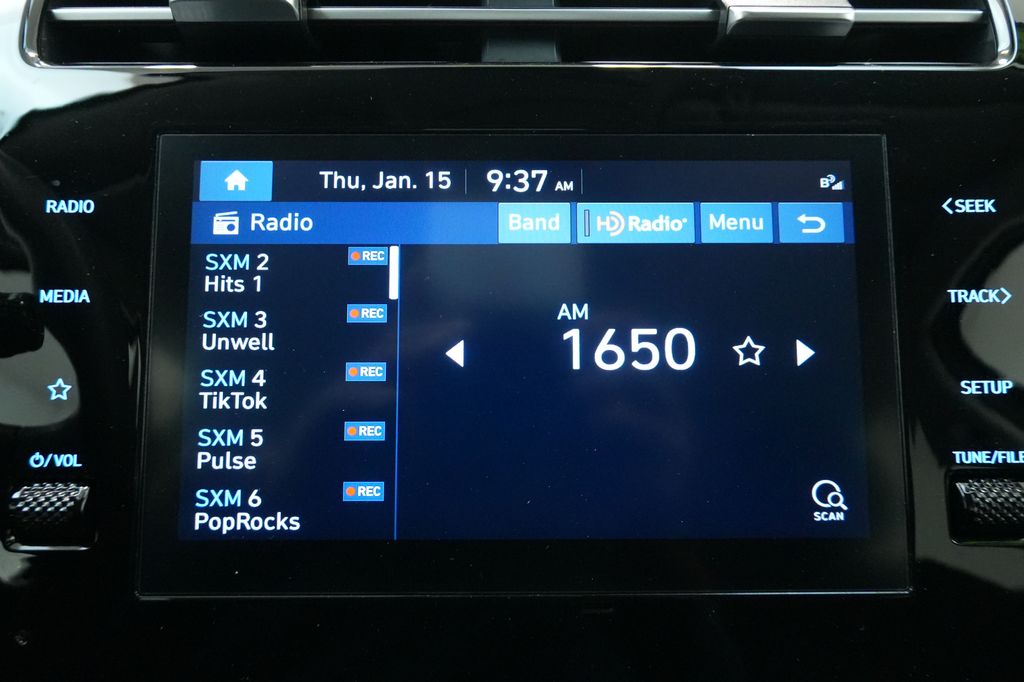 Thu, Jan. 15 9:37 AM
Radio Band HD Radio Menu
SXM 2 REC
Hits 1
SXM 3 REC
Unwell
SXM 4 REC
TikTok
SXM 5 REC
Pulse
SXM 6 REC
PopRocks
AM
1650
SCAN
RADIO
MEDIA
/VOL
<SEEK
TRACK>
SETUP
TUNE/FILE